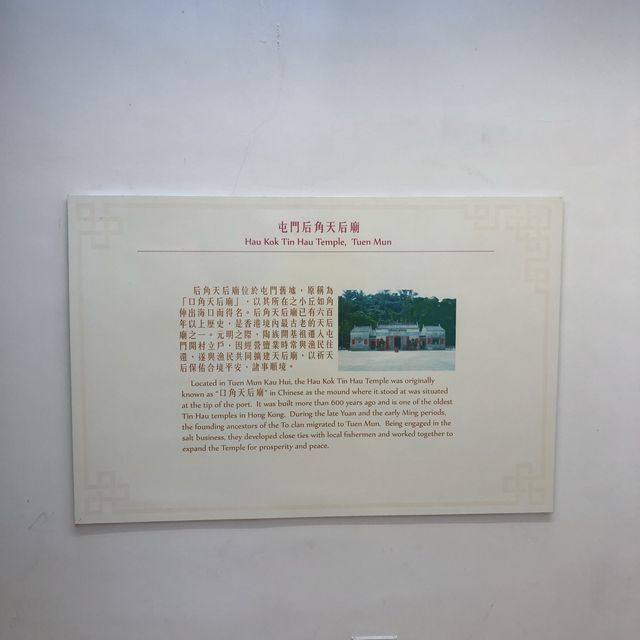 屯門后角天后廟
Hau Kok Tin Hau Temple, Tuen Mun
后角天后廟位於屯門舊墟，原稱為
「口角天后廟」，以其所在之小丘如角
伸出海口而得名。后角天后廟已有六百
年以上歷史，是香港境內最古老的天后
廟之一。元明之際，陶族開基祖遷入屯
門開村立戶，因經營鹽業時常與漁民往
還，遂與漁民共同擴建天后廟，以祈天
后保佑合境平安，諸事順境。
Located in Tuen Mun Kau Hui, the Hau Kok Tin Hau Temple was originally
known as "口角天后廟" in Chinese as the mound where it stood at was situated
at the tip of the port. It was built more than 600 years ago and is one of the oldest
Tin Hau temples in Hong Kong. During the late Yuan and the early Ming periods,
the founding ancestors of the To clan migrated to Tuen Mun. Being engaged in the
salt business, they developed close ties with local fishermen and worked together to
expand the Temple for prosperity and peace.